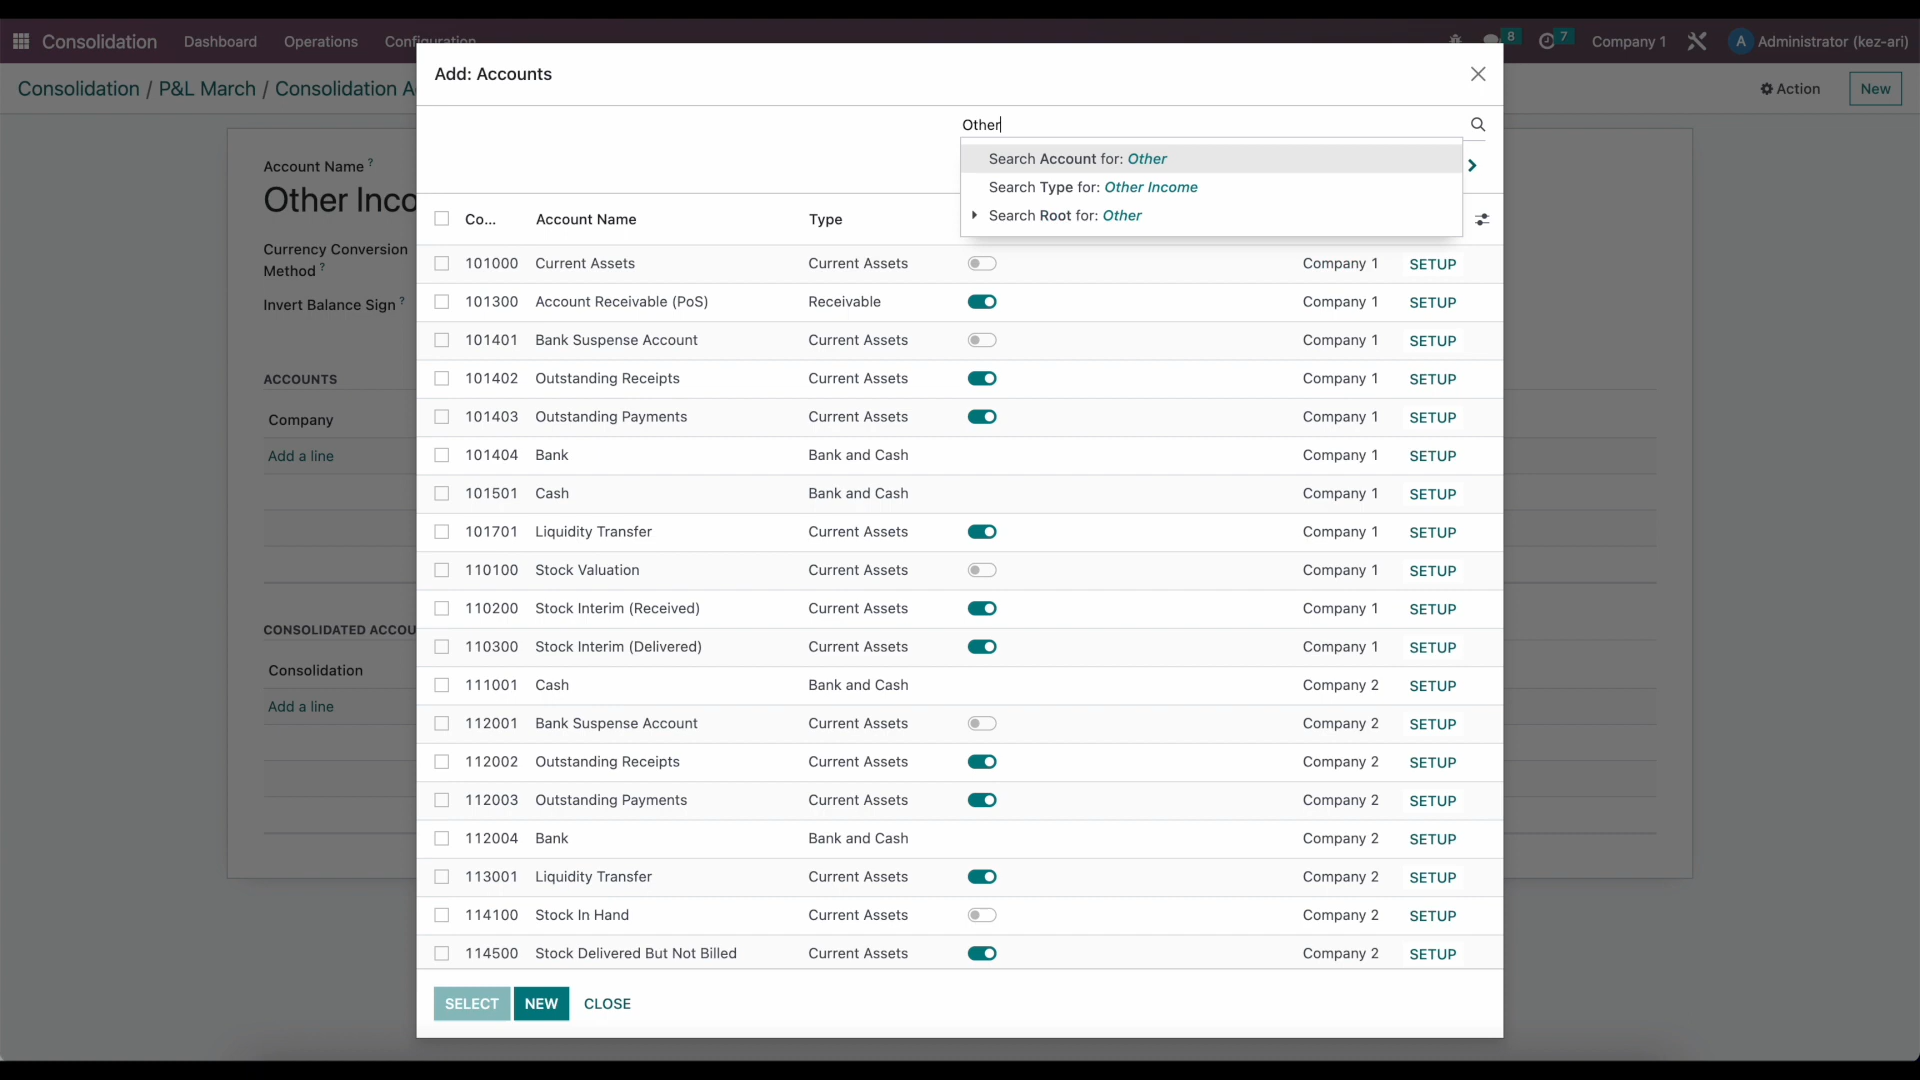 Consolidation Dashboard Operations Configuration 8 7 Company 1 A Administrator (kez-ari)
Consolidation / P&L March / Consolidation A
Action New
Account Name ?
Other Inco
Currency Conversion
Method ?
Invert Balance Sign ?
ACCOUNTS
Company
Add a line
CONSOLIDATED ACCOU
Consolidation
Add a line
Add: Accounts
Other
Search Account for: Other
Search Type for: Other Income
Search Root for: Other
Co... Account Name Type
101000 Current Assets Current Assets Company 1 SETUP
101300 Account Receivable (PoS) Receivable Company 1 SETUP
101401 Bank Suspense Account Current Assets Company 1 SETUP
101402 Outstanding Receipts Current Assets Company 1 SETUP
101403 Outstanding Payments Current Assets Company 1 SETUP
101404 Bank Bank and Cash Company 1 SETUP
101501 Cash Bank and Cash Company 1 SETUP
101701 Liquidity Transfer Current Assets Company 1 SETUP
110100 Stock Valuation Current Assets Company 1 SETUP
110200 Stock Interim (Received) Current Assets Company 1 SETUP
110300 Stock Interim (Delivered) Current Assets Company 1 SETUP
111001 Cash Bank and Cash Company 2 SETUP
112001 Bank Suspense Account Current Assets Company 2 SETUP
112002 Outstanding Receipts Current Assets Company 2 SETUP
112003 Outstanding Payments Current Assets Company 2 SETUP
112004 Bank Bank and Cash Company 2 SETUP
113001 Liquidity Transfer Current Assets Company 2 SETUP
114100 Stock In Hand Current Assets Company 2 SETUP
114500 Stock Delivered But Not Billed Current Assets Company 2 SETUP
SELECT NEW CLOSE